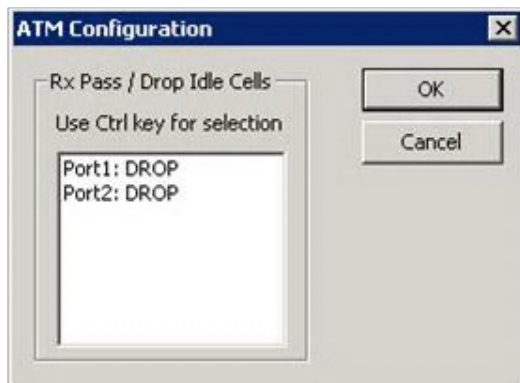 ATM Configuration
Rx Pass / Drop Idle Cells
Use Ctrl key for selection
Port1: DROP
Port2: DROP
OK
Cancel